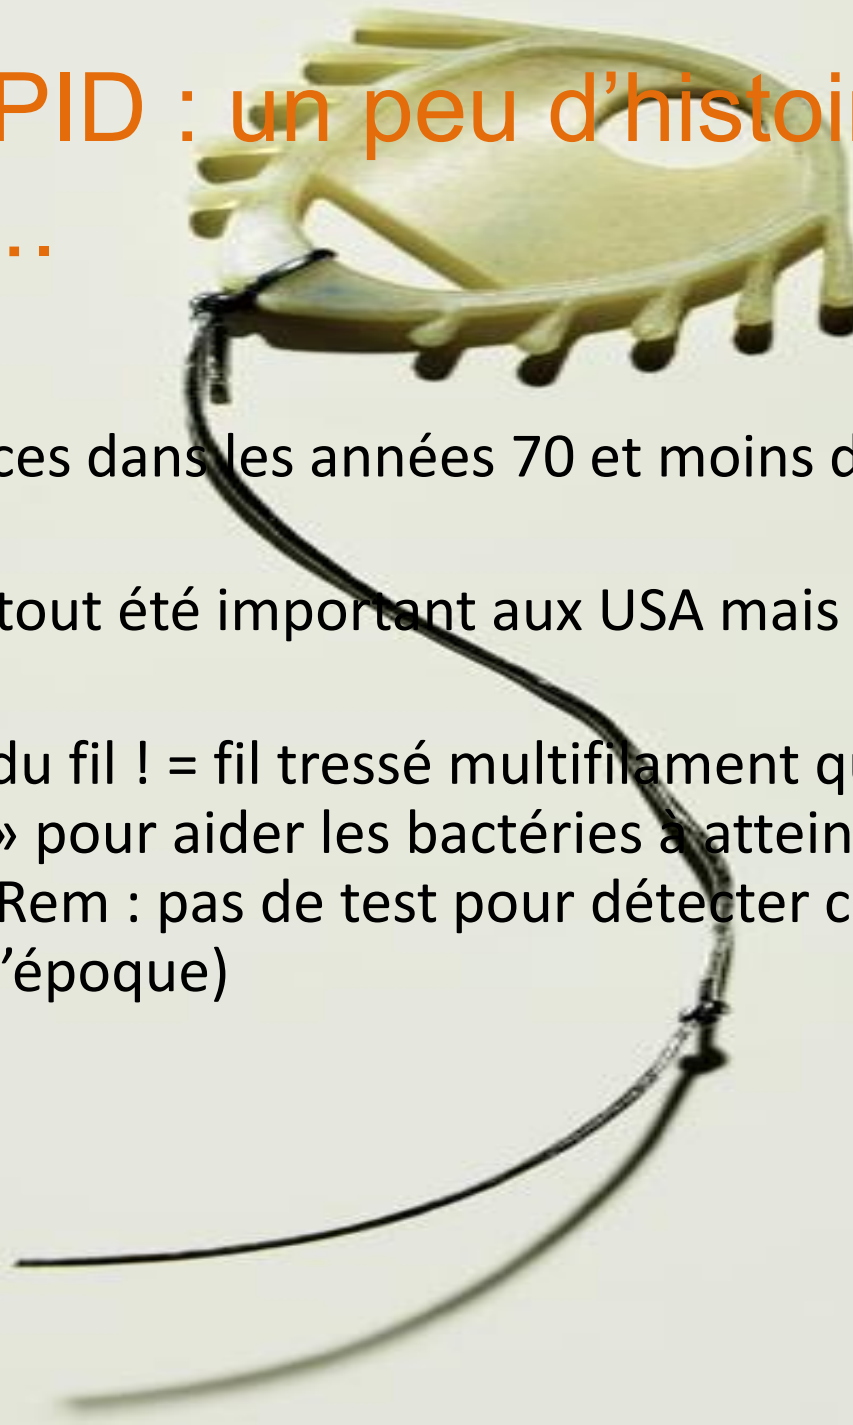 PID : un peu d’histoi
...
ces dans les années 70 et moins d
tout été important aux USA mais
du fil ! = fil tressé multifilament qu
» pour aider les bactéries à attein
Rem : pas de test pour détecter c
l’époque)